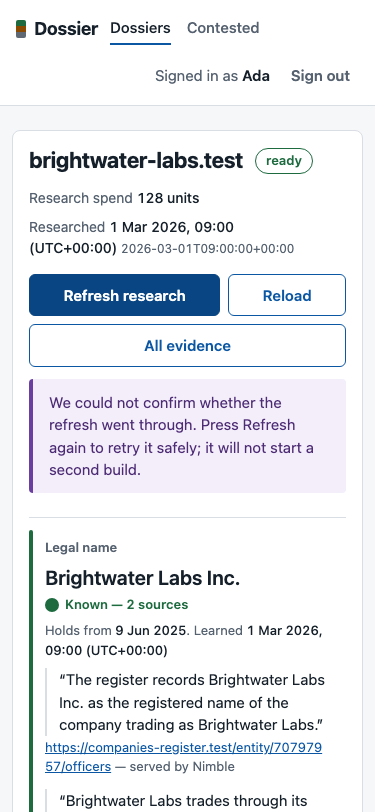 Dossier Dossiers Contested
Signed in as Ada Sign out
brightwater-labs.test ready
Research spend 128 units
Researched 1 Mar 2026, 09:00
(UTC+00:00) 2026-03-01T09:00:00+00:00
Refresh research Reload
All evidence
We could not confirm whether the
refresh went through. Press Refresh
again to retry it safely; it will not start a
second build.
Legal name
Brightwater Labs Inc.
Known — 2 sources
Holds from 9 Jun 2025. Learned 1 Mar 2026,
09:00 (UTC+00:00)
“The register records Brightwater Labs
Inc. as the registered name of the
company trading as Brightwater Labs.”
https://companies-register.test/entity/707979
57/officers — served by Nimble
“Brightwater Labs trades through its